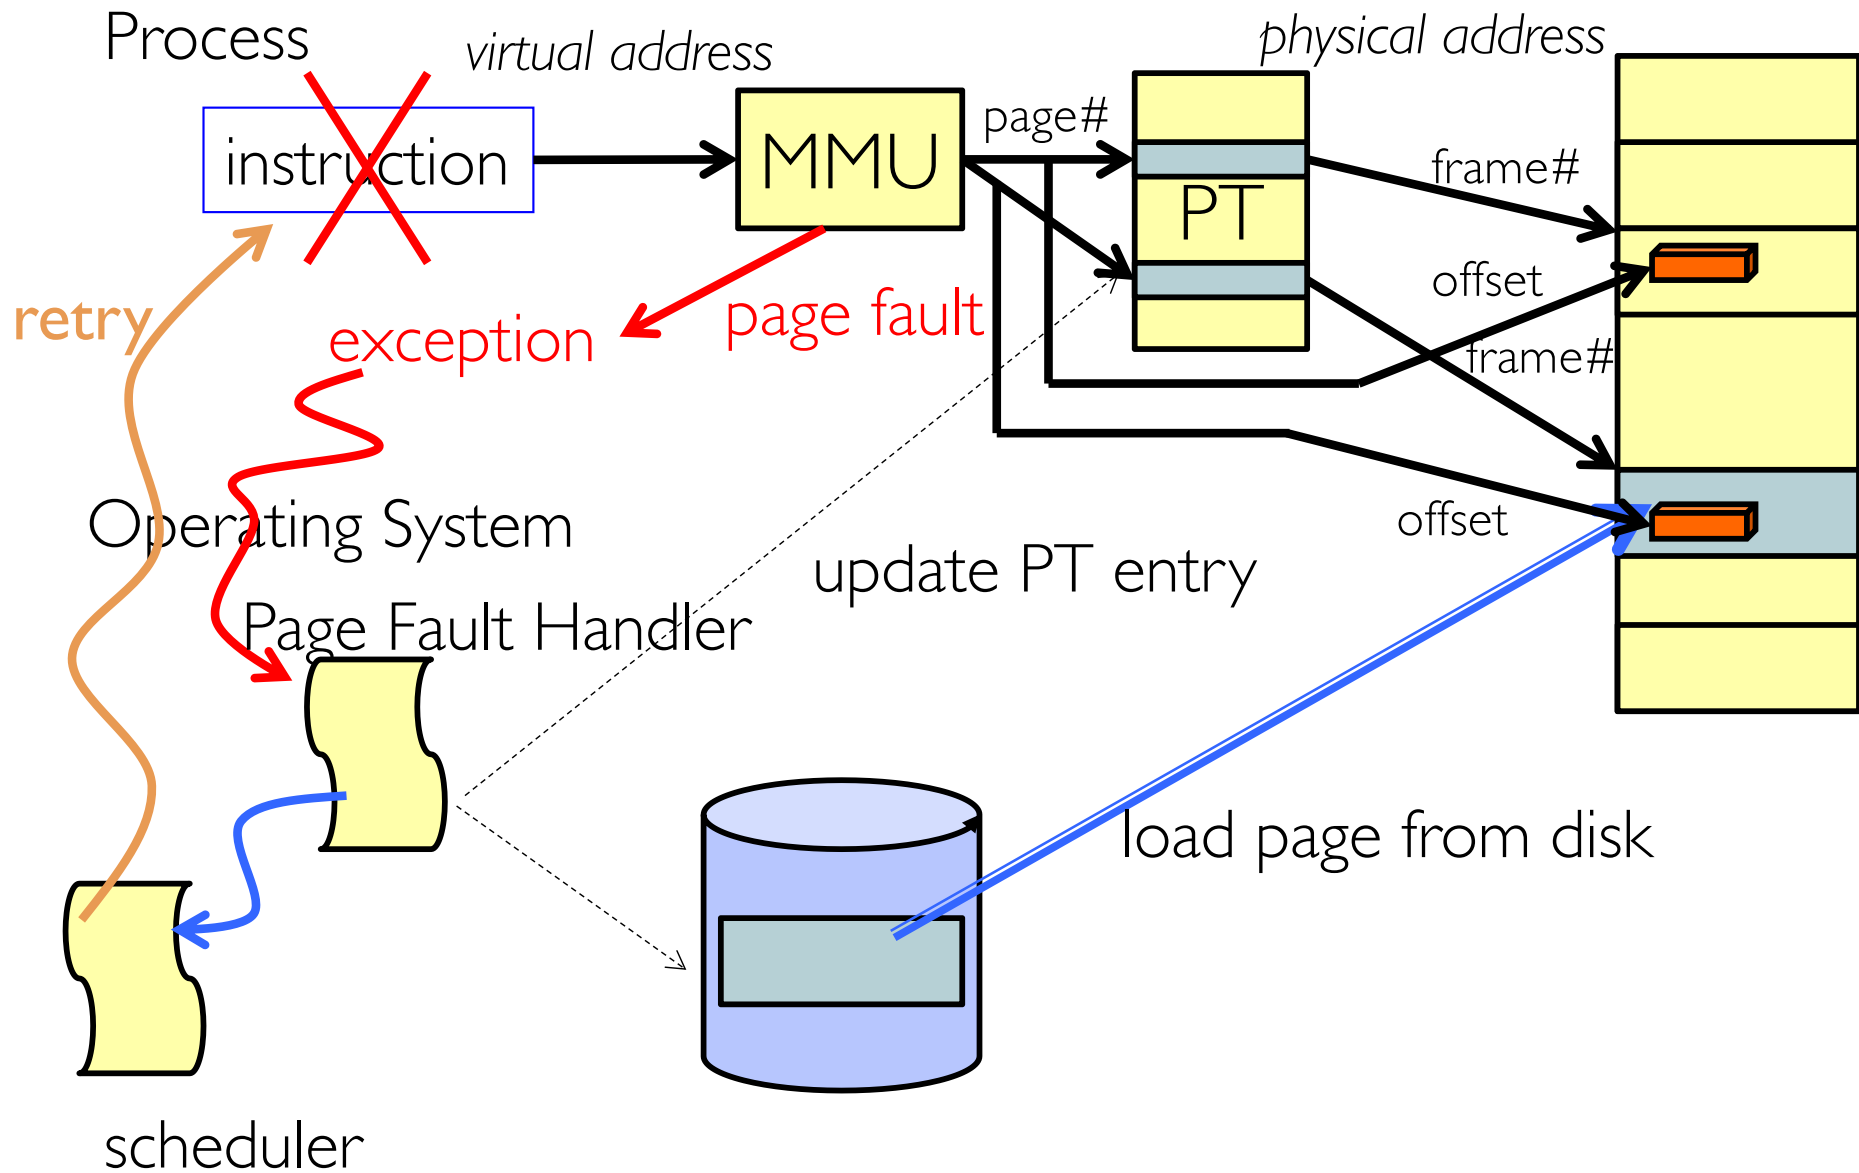 Process
virtual address
physical address
instruction
MMU
page#
PT
frame#
offset
frame#
retry
exception
page fault
offset
Operating System
update PT entry
Page Fault Handler
load page from disk
scheduler